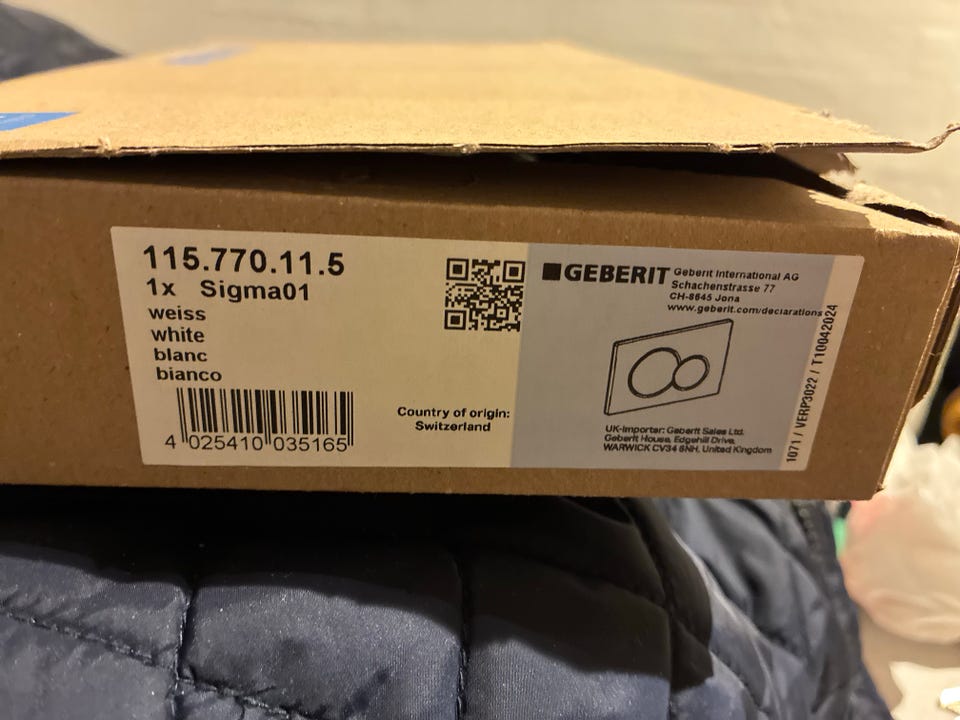 115.770.11.5
1x Sigma01
weiss
white
blanc
bianco
4 025410 035165
Country of origin:
Switzerland
GEBERIT
Geberit International AG
Schachenstrasse 77
CH-8645 Jona
www.geberit.com/declarations
UK-Importer: Geberit Sales Ltd.
Geberit House, Edgehill Drive,
WARWICK CV34 6NH, United Kingdom
1071 / VERP3022 / T10042024